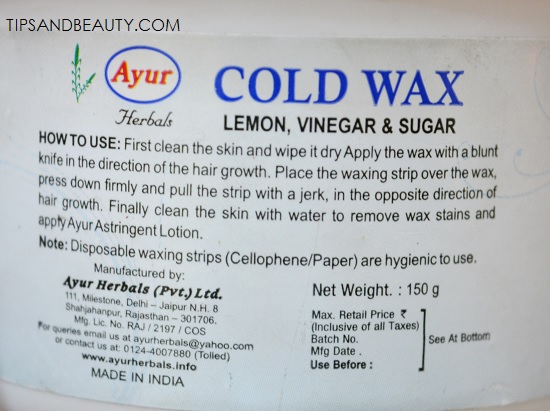 TIPSANDBEAUTY.COM
Ayur
Herbals
COLD WAX
LEMON, VINEGAR & SUGAR
HOW TO USE: First clean the skin and wipe it dry Apply the wax with a blunt
knife in the direction of the hair growth. Place the waxing strip over the wax,
press down firmly and pull the strip with a jerk, in the opposite direction of
hair growth. Finally clean the skin with water to remove wax stains and
apply Ayur Astringent Lotion.
Note: Disposable waxing strips (Cellophene/Paper) are hygienic to use.
Manufactured by:
Ayur Herbals (Pvt.) Ltd.
111, Milestone, Delhi – Jaipur N.H. 8
Shahjahanpur, Rajasthan – 301706.
Mfg. Lic. No. RAJ / 2197 / COS
For queries email us at ayurherbals@yahoo.com
or contact us at: 0124-4007880 (Tolled)
www.ayurherbals.info
MADE IN INDIA
Net Weight. : 150 g
Max. Retail Price ₹
(Inclusive of all Taxes)
Batch No.
Mfg Date .
Use Before :
See At Bottom